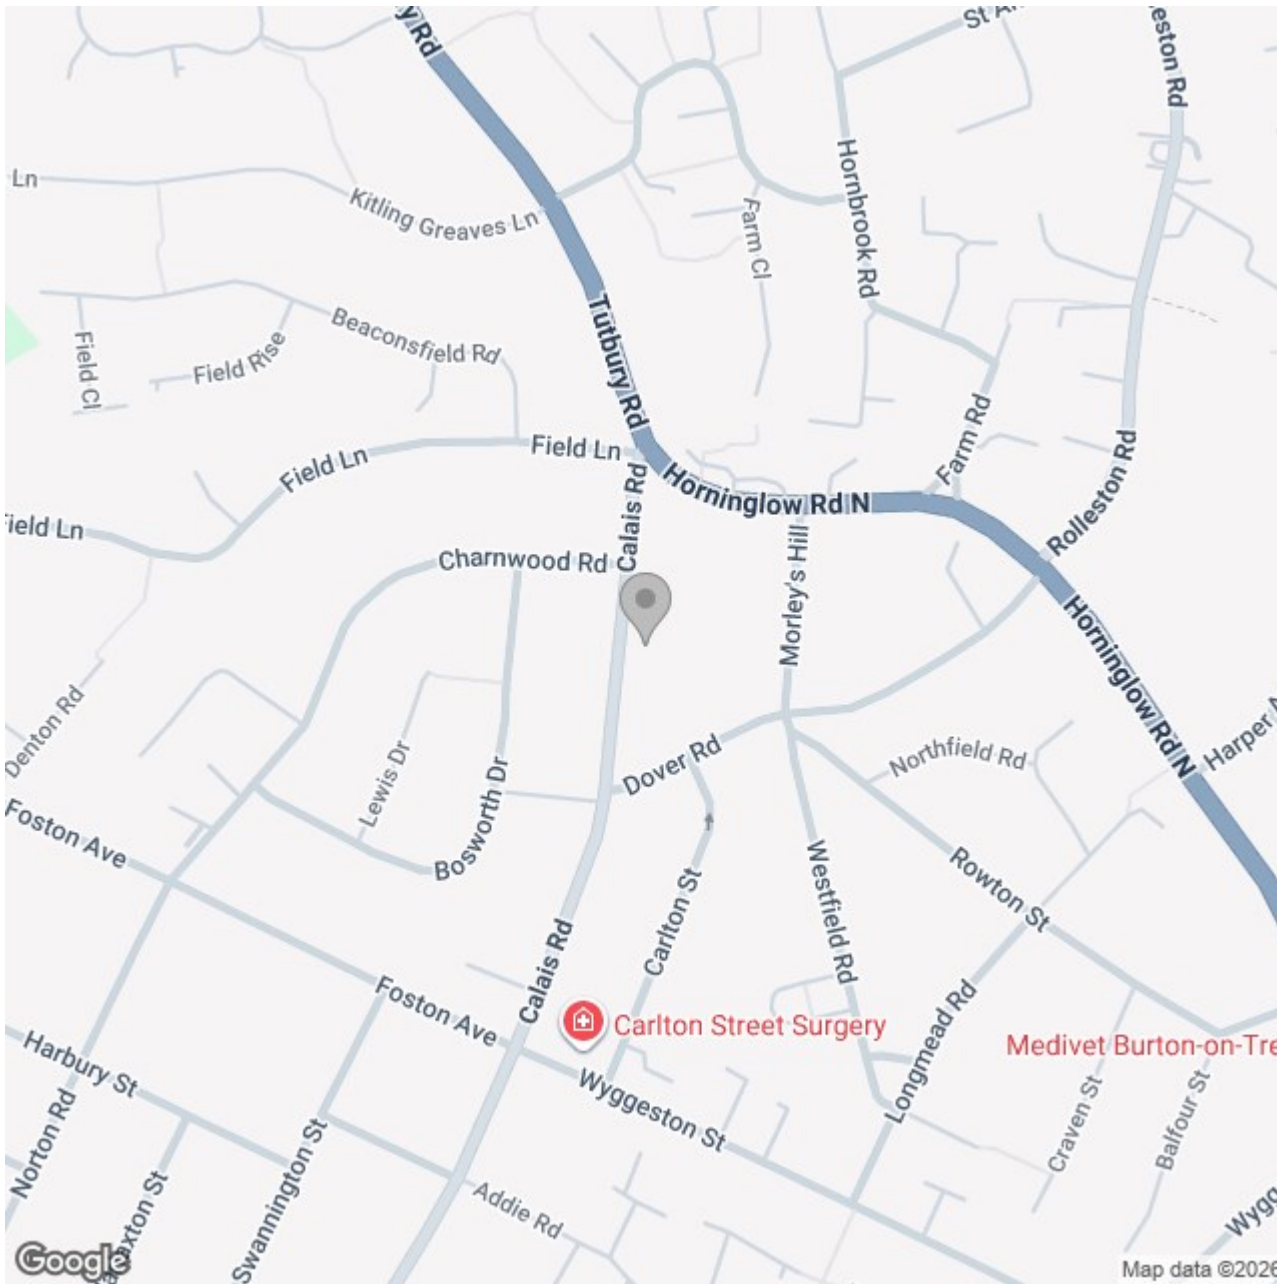 y Rd
St A
eston Rd
Ln
Kitling Greaves Ln
Farm Cl
Hornbrook Rd
Field Cl
Field Rise
Beaconsfield Rd
Tutbury Rd
Field Ln
Field Ln
Farm Rd
Rolleston Rd
ield Ln
Calais Rd
Horninglow Rd N
Charnwood Rd
Morley's Hill
Horninglow Rd N
Denton Rd
Lewis Dr
Bosworth Dr
Dover Rd
Northfield Rd
Harper
Foston Ave
Carlton St
Westfield Rd
Rowton St
Calais Rd
Foston Ave
Carlton Street Surgery
Longmead Rd
Medivet Burton-on-Tre
Harbury St
Wyggeston St
Craven St
Balfour St
Norton Rd
axton St
Swannington St
Addie Rd
Wygg
Google
Map data ©2026